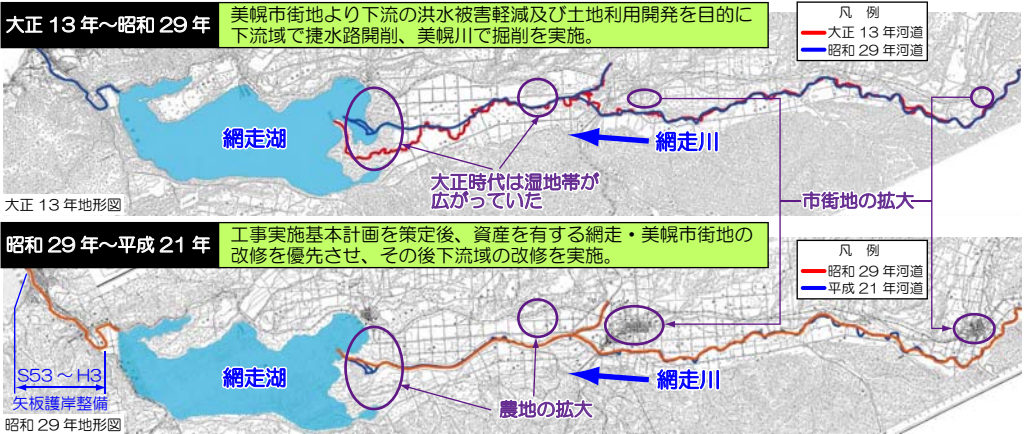 大正 13 年～昭和 29 年
美幌市街地より下流の洪水被害軽減及び土地利用開発を目的に
下流域で捷水路開削、美幌川で掘削を実施。
凡 例
大正 13 年河道
昭和 29 年河道
網走湖
網走川
大正時代は湿地帯が
広がっていた
市街地の拡大
大正 13 年地形図
昭和 29 年～平成 21 年
工事実施基本計画を策定後、資産を有する網走・美幌市街地の
改修を優先させ、その後下流域の改修を実施。
凡 例
昭和 29 年河道
平成 21 年河道
網走湖
網走川
S53 ～ H3
矢板護岸整備
農地の拡大
昭和 29 年地形図